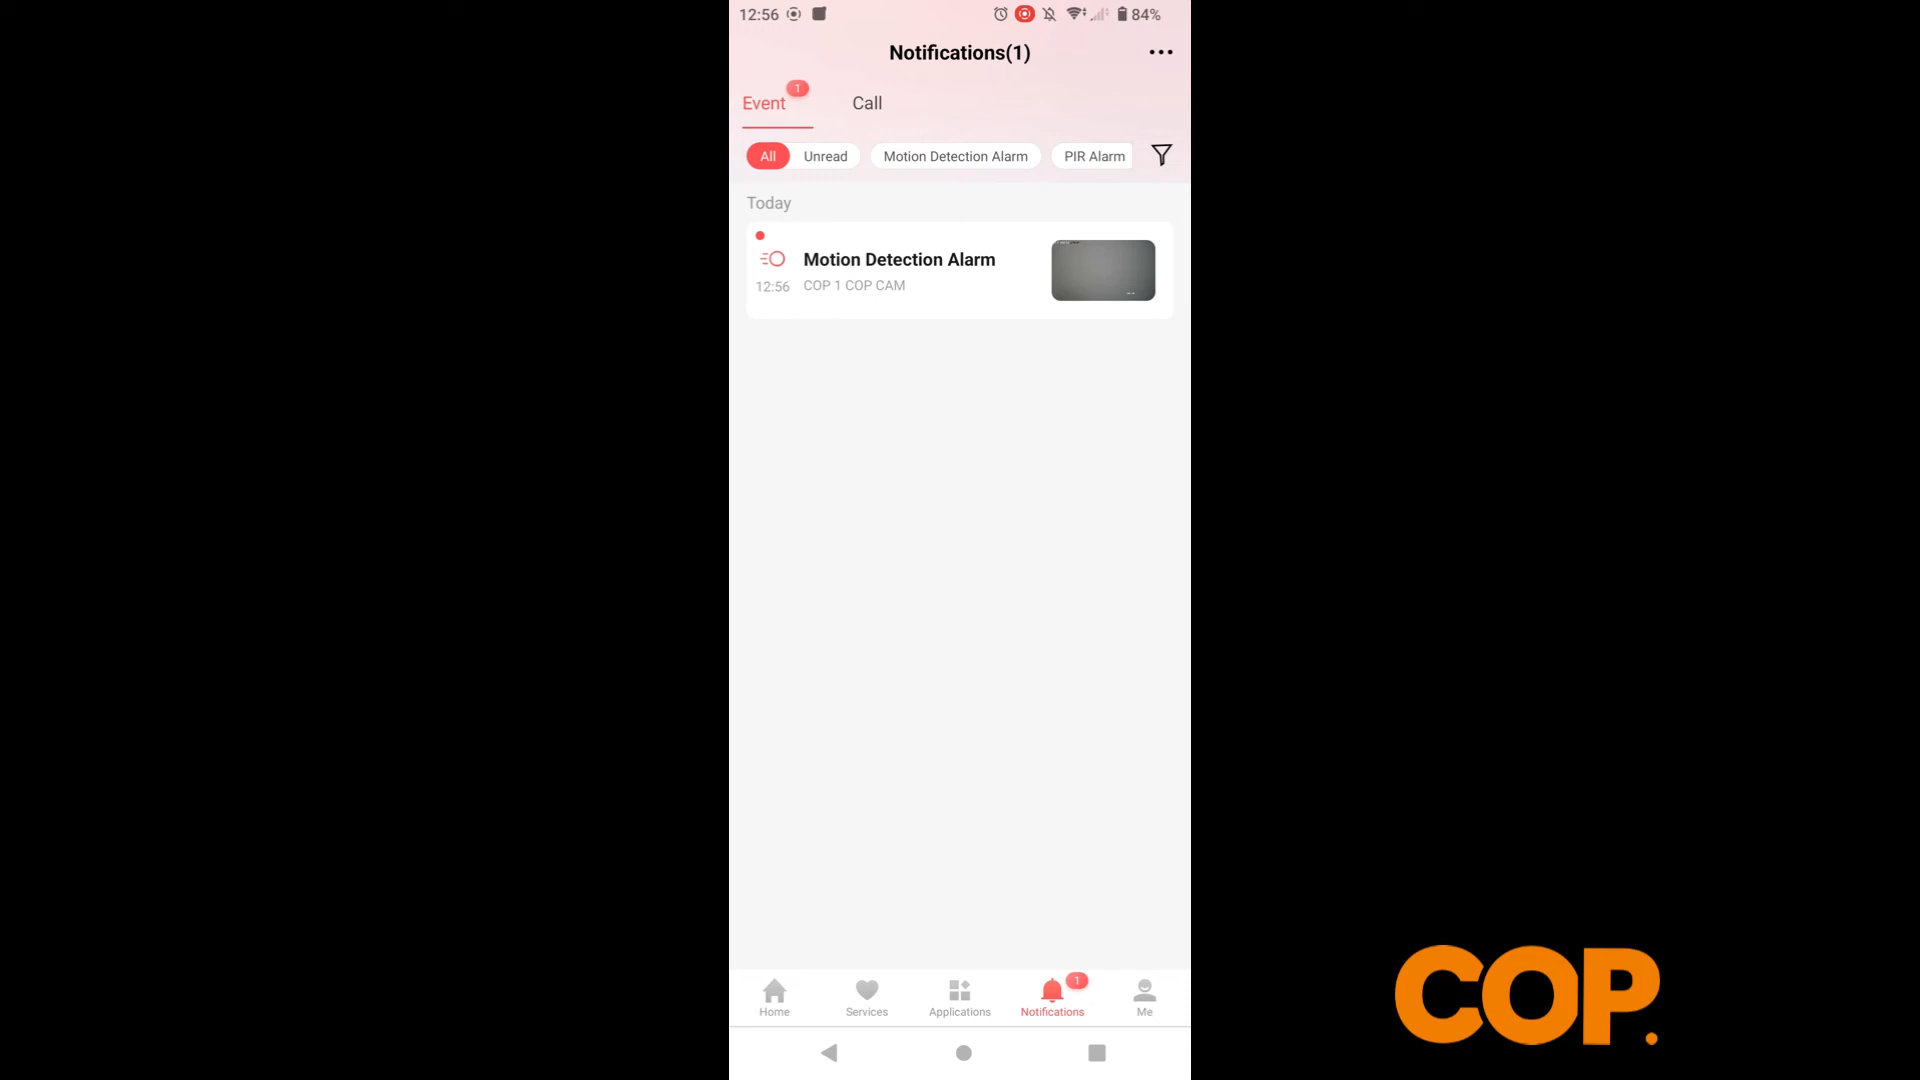 12:56
84%
Notifications(1)
Event
1
Call
All
Unread
Motion Detection Alarm
PIR Alarm
Today
Motion Detection Alarm
12:56
COP 1 COP CAM
1
Home
Services
Applications
Notifications
Me
COP.